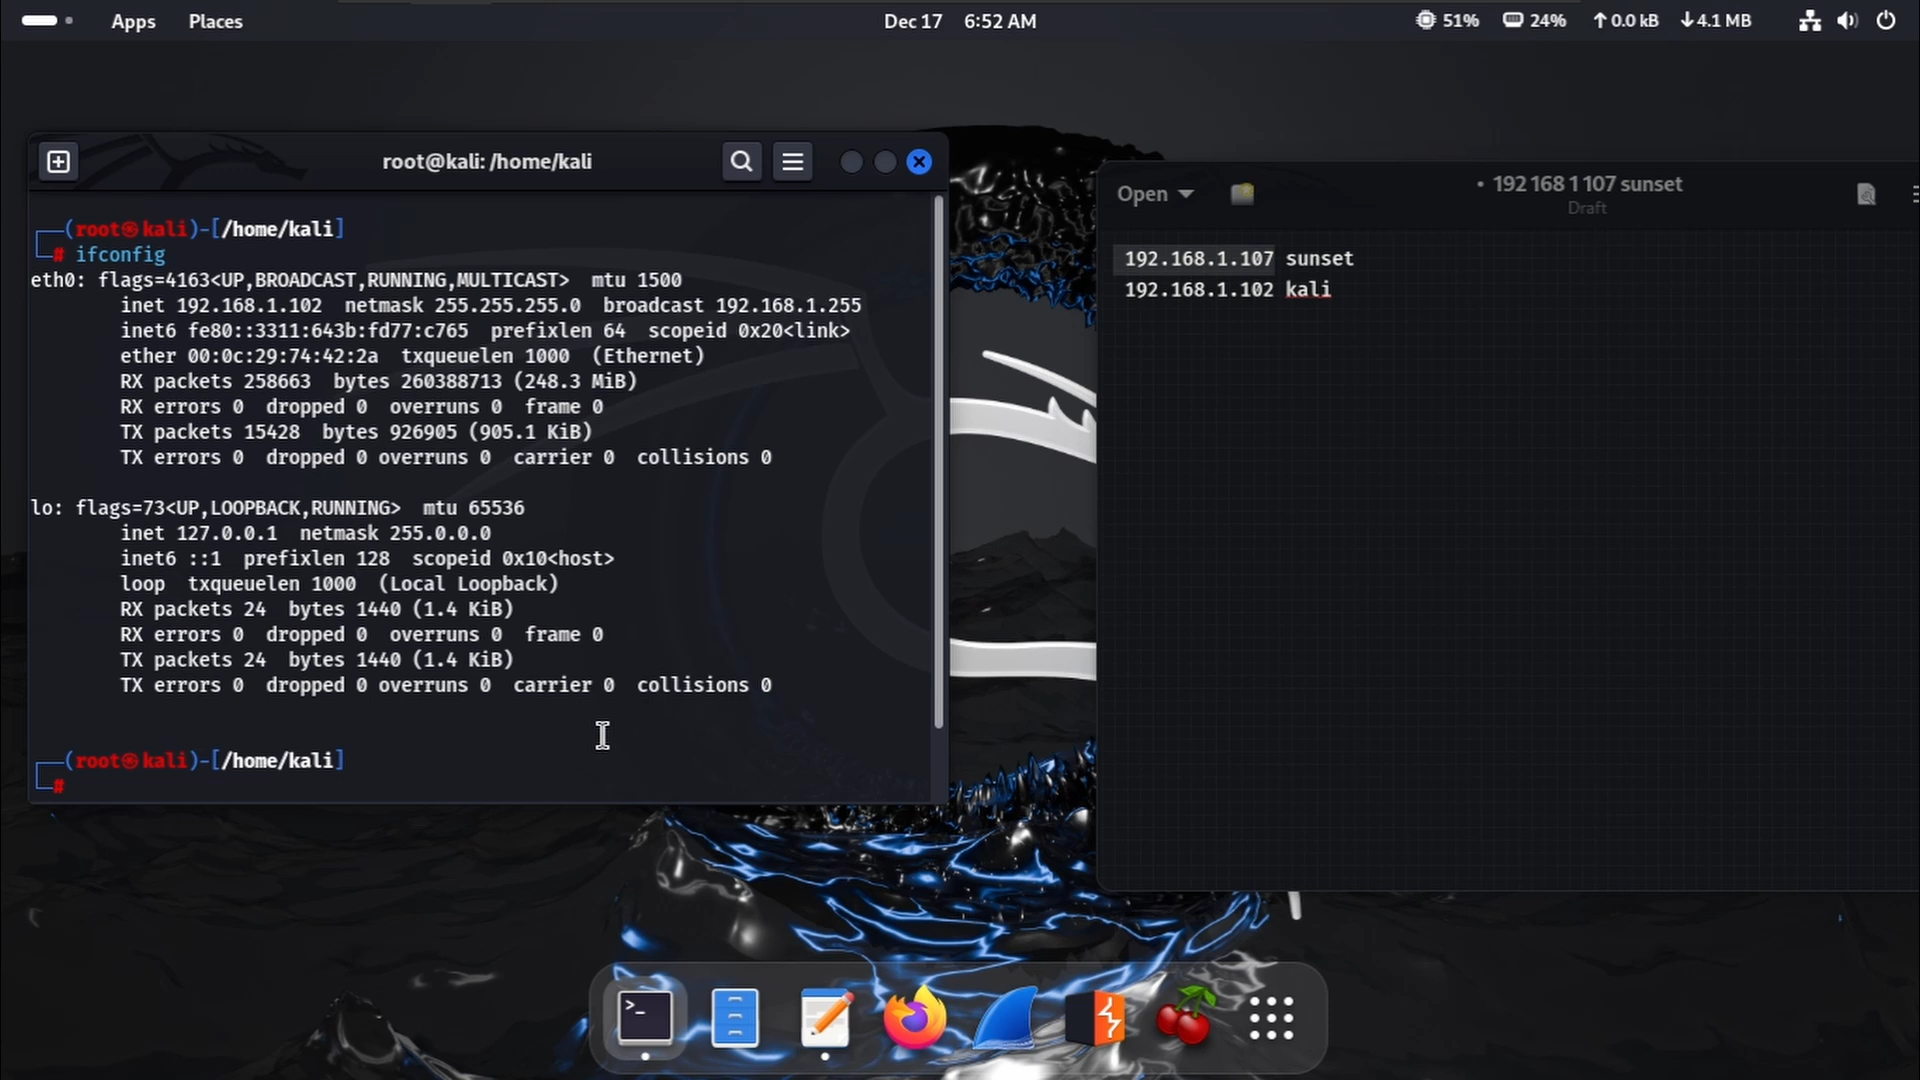 Apps Places Dec 17 6:52 AM 51% 24% ↑0.0 kB ↓4.1 MB
root@kali: /home/kali
┌──(root㉿kali)-[/home/kali]
└─# ifconfig
eth0: flags=4163<UP,BROADCAST,RUNNING,MULTICAST> mtu 1500
inet 192.168.1.102 netmask 255.255.255.0 broadcast 192.168.1.255
inet6 fe80::3311:643b:fd77:c765 prefixlen 64 scopeid 0x20<link>
ether 00:0c:29:74:42:2a txqueuelen 1000 (Ethernet)
RX packets 258663 bytes 260388713 (248.3 MiB)
RX errors 0 dropped 0 overruns 0 frame 0
TX packets 15428 bytes 926905 (905.1 KiB)
TX errors 0 dropped 0 overruns 0 carrier 0 collisions 0
lo: flags=73<UP,LOOPBACK,RUNNING> mtu 65536
inet 127.0.0.1 netmask 255.0.0.0
inet6 ::1 prefixlen 128 scopeid 0x10<host>
loop txqueuelen 1000 (Local Loopback)
RX packets 24 bytes 1440 (1.4 KiB)
RX errors 0 dropped 0 overruns 0 frame 0
TX packets 24 bytes 1440 (1.4 KiB)
TX errors 0 dropped 0 overruns 0 carrier 0 collisions 0
┌──(root㉿kali)-[/home/kali]
└─#
Open • 192 168 1 107 sunset
Draft
192.168.1.107 sunset
192.168.1.102 kali